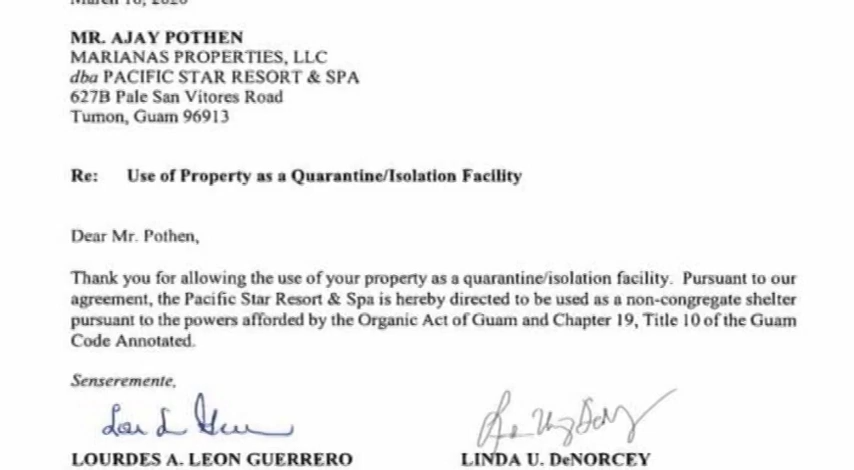 MR. AJAY POTHEN
MARIANAS PROPERTIES, LLC
dba PACIFIC STAR RESORT & SPA
627B Pale San Vitores Road
Tumon, Guam 96913
Re: Use of Property as a Quarantine/Isolation Facility
Dear Mr. Pothen,
Thank you for allowing the use of your property as a quarantine/isolation facility. Pursuant to our
agreement, the Pacific Star Resort & Spa is hereby directed to be used as a non-congregate shelter
pursuant to the powers afforded by the Organic Act of Guam and Chapter 19, Title 10 of the Guam
Code Annotated.
Senseremente,
LOURDES A. LEON GUERRERO
LINDA U. DeNORCEY